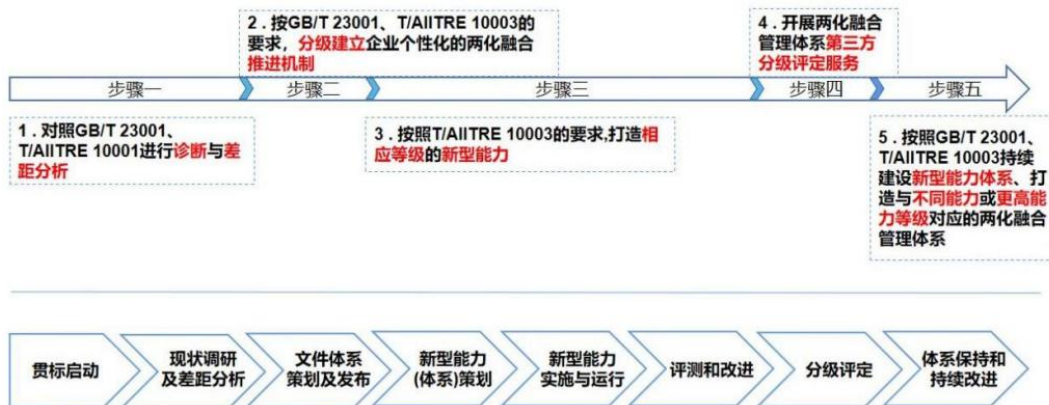 2．按GB/T 23001、T/AIITRE 10003的
要求，分级建立企业个性化的两化融合
推进机制
4．开展两化融合
管理体系第三方
分级评定服务
步骤一
步骤二
步骤三
步骤四
步骤五
1．对照GB/T 23001、
T/AIITRE 10001进行诊断与差
距分析
3．按照T/AIITRE 10003的要求,打造相
应等级的新型能力
5．按照GB/T 23001、
T/AIITRE 10003持续
建设新型能力体系、打
造与不同能力或更高能
力等级对应的两化融合
管理体系
贯标启动
现状调研
及差距分析
文件体系
策划及发布
新型能力
(体系)策划
新型能力
实施与运行
评测和改进
分级评定
体系保持和
持续改进